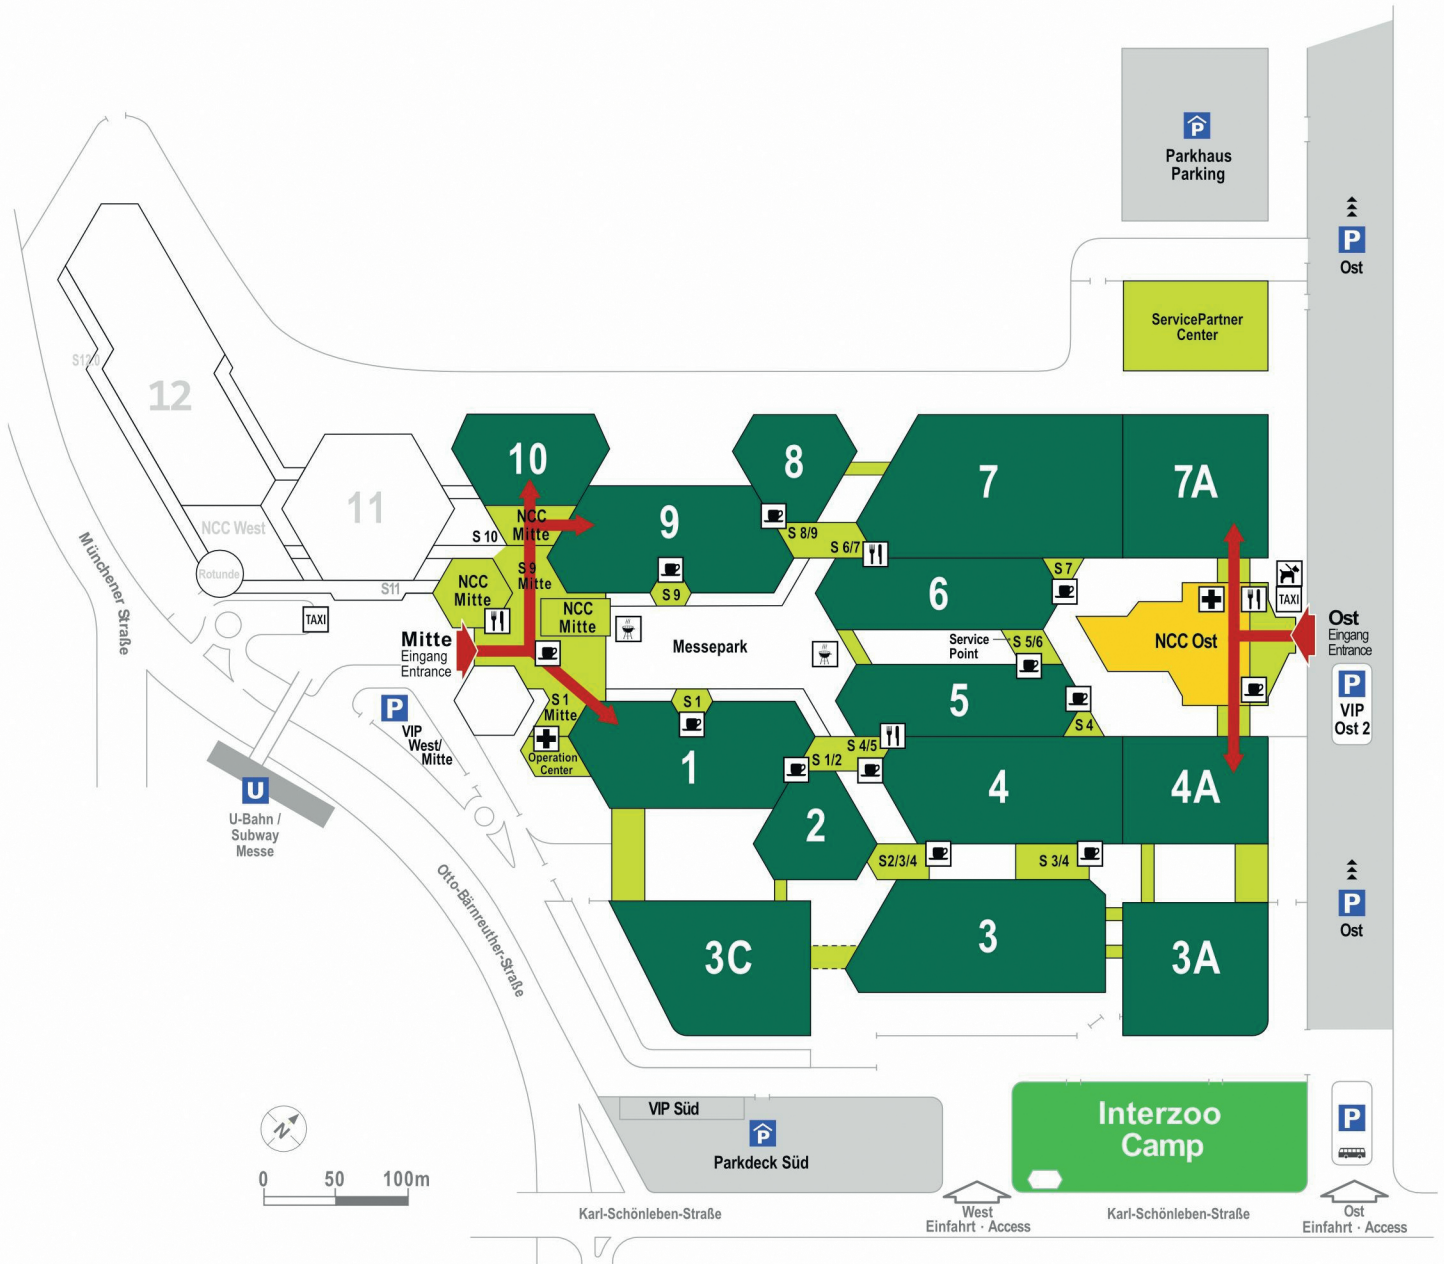 P
Parkhaus
Parking
P
Ost
ServicePartner
Center
S12.0
12
11
10
8
7
7A
NCC West
S 10
NCC
Mitte
9
S 8/9
S 6/7
Rotunde
S11
NCC
Mitte
S 9
Mitte
S 9
NCC
Mitte
6
S 7
TAXI
TAXI
Münchener Straße
Mitte
Eingang
Entrance
Messepark
Service
Point
S 5/6
NCC Ost
Ost
Eingang
Entrance
P
VIP
West/
Mitte
S 1
Mitte
S 1
5
S 4
P
VIP
Ost 2
Operation
Center
1
S 1/2
S 4/5
4
4A
U
U-Bahn /
Subway
Messe
2
S2/3/4
S 3/4
Otto-Bärnreuther-Straße
3C
3
3A
P
Ost
N
0 50 100m
VIP Süd
P
Parkdeck Süd
Interzoo
Camp
P
Karl-Schönleben-Straße
West
Einfahrt · Access
Karl-Schönleben-Straße
Ost
Einfahrt · Access